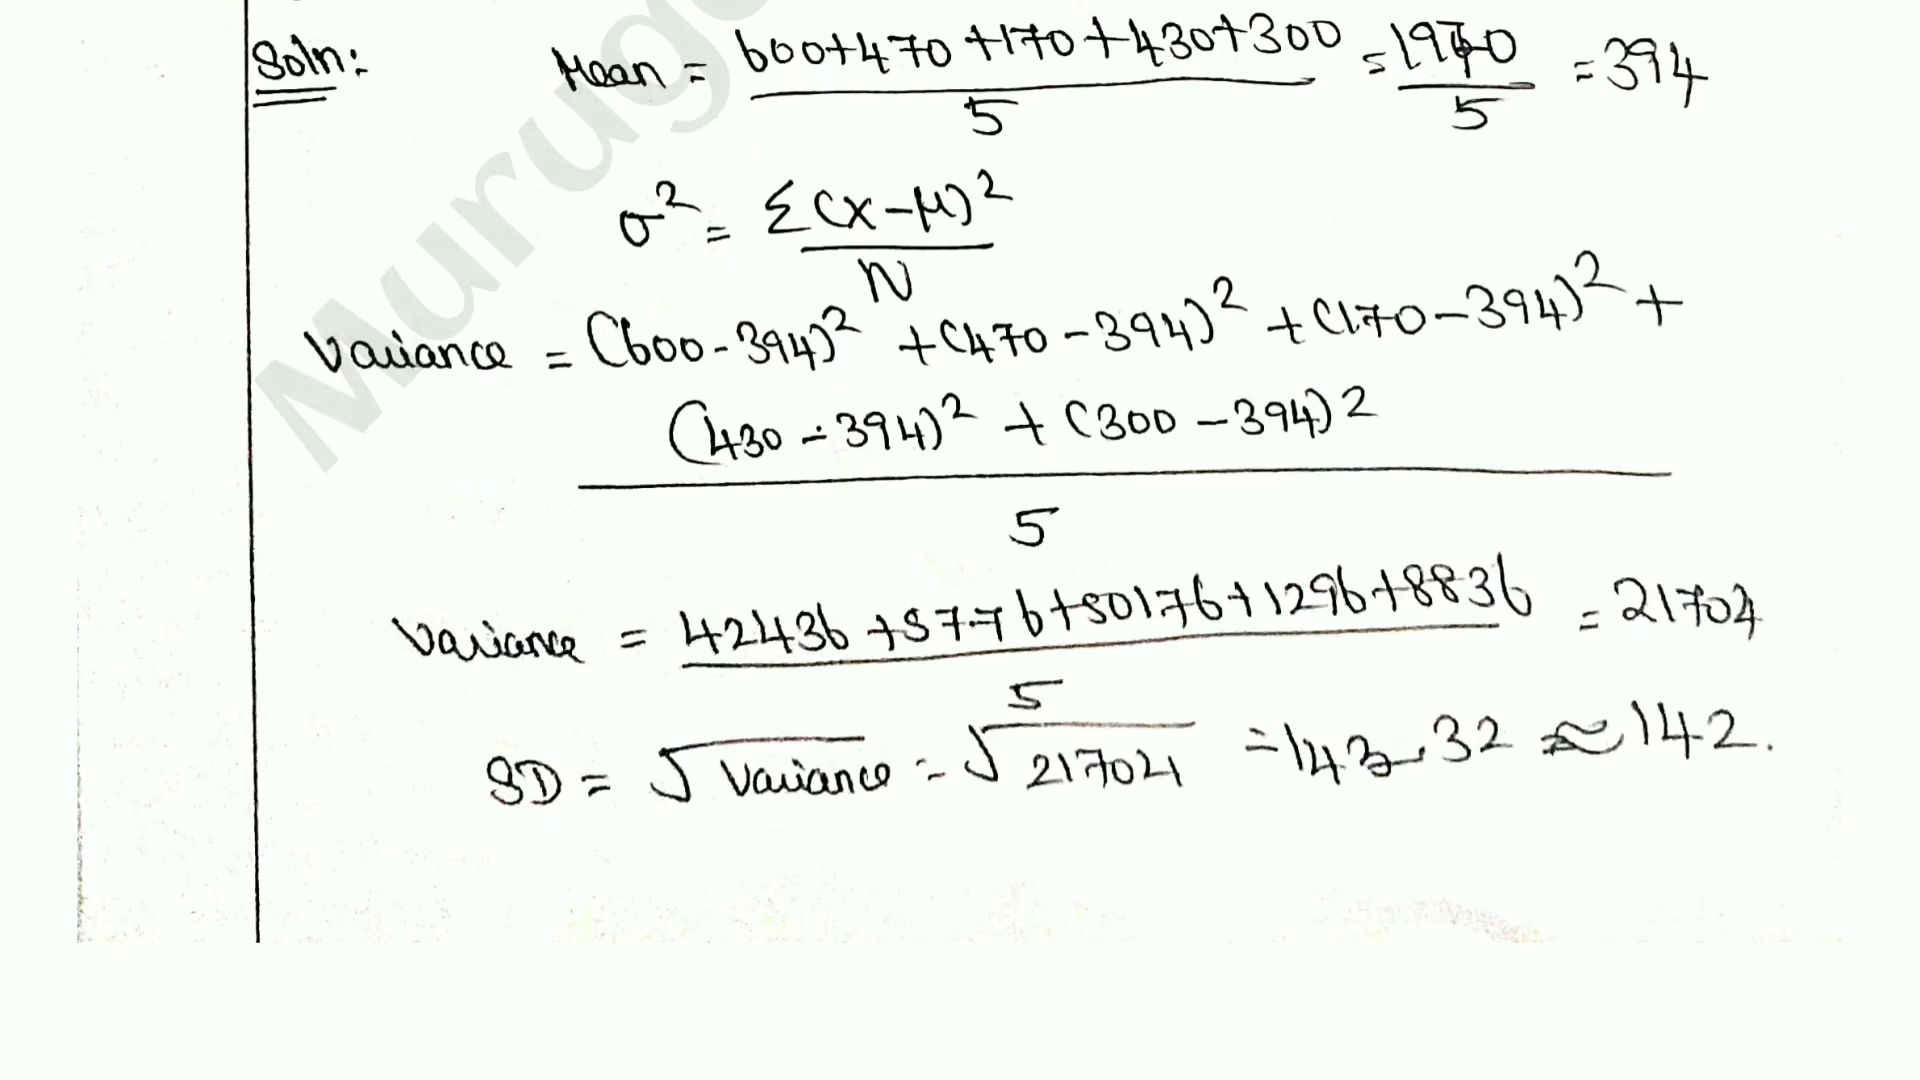 Soln:
Mean = 600+470+170+430+300 / 5 = 1970 / 5 = 394
σ² = Σ(x-μ)² / N
Variance = (600-394)² + (470-394)² + (170-394)² +
(430-394)² + (300-394)2
5
Variance = 42436+5776+50176+1296+8836 / 5 = 21704
SD = √Variance = √21704 = 143.32 ≈ 142.